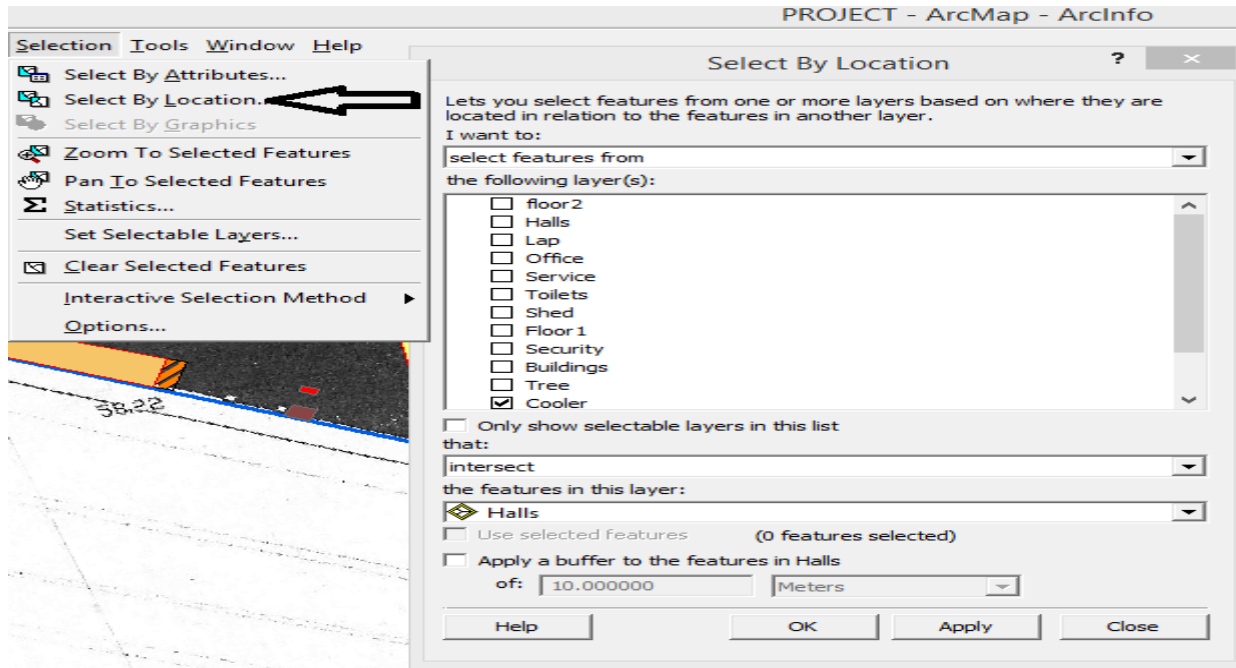 PROJECT - ArcMap - ArcInfo
Selection Tools Window Help
Select By Attributes...
Select By Location..
Select By Graphics
Zoom To Selected Features
Pan To Selected Features
Statistics...
Set Selectable Layers...
Clear Selected Features
Interactive Selection Method
Options...
58.22
Select By Location ? ×
Lets you select features from one or more layers based on where they are
located in relation to the features in another layer.
I want to:
select features from
the following layer(s):
floor2
Halls
Lap
Office
Service
Toilets
Shed
Floor1
Security
Buildings
Tree
Cooler
Only show selectable layers in this list
that:
intersect
the features in this layer:
Halls
Use selected features (0 features selected)
Apply a buffer to the features in Halls
of: 10.000000 Meters
Help OK Apply Close